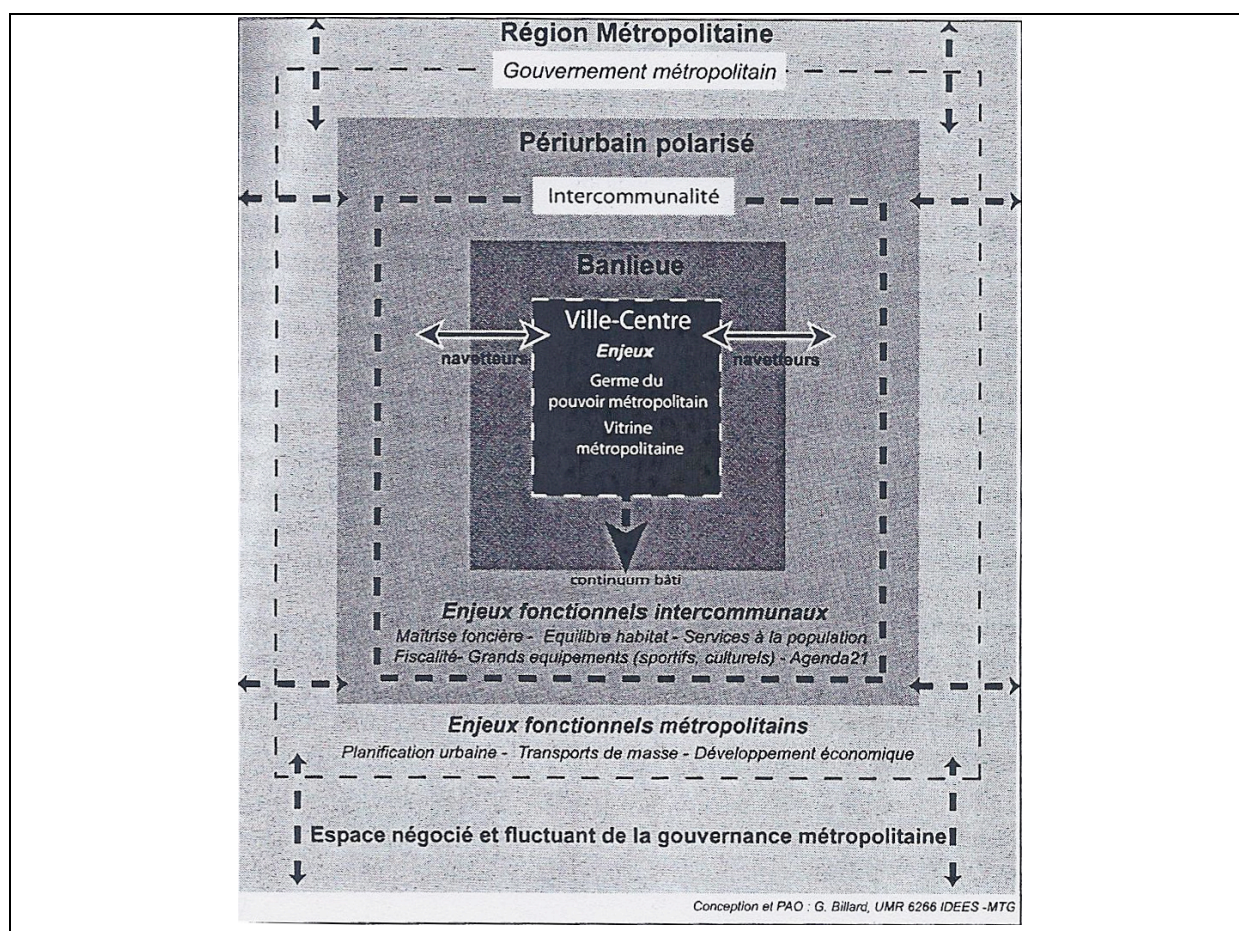 Région Métropolitaine
Gouvernement métropolitain
Périurbain polarisé
Intercommunalité
Banlieue
Ville-Centre
Enjeux
navetteurs
navetteurs
Germe du
pouvoir métropolitain
Vitrine
métropolitaine
continuum bâti
Enjeux fonctionnels intercommunaux
Maîtrise foncière - Equilibre habitat - Services à la population
Fiscalité- Grands equipements (sportifs, culturels) - Agenda21
Enjeux fonctionnels métropolitains
Planification urbaine - Transports de masse - Développement économique
Espace négocié et fluctuant de la gouvernance métropolitaine
Conception et PAO : G. Billard, UMR 6266 IDEES -MTG